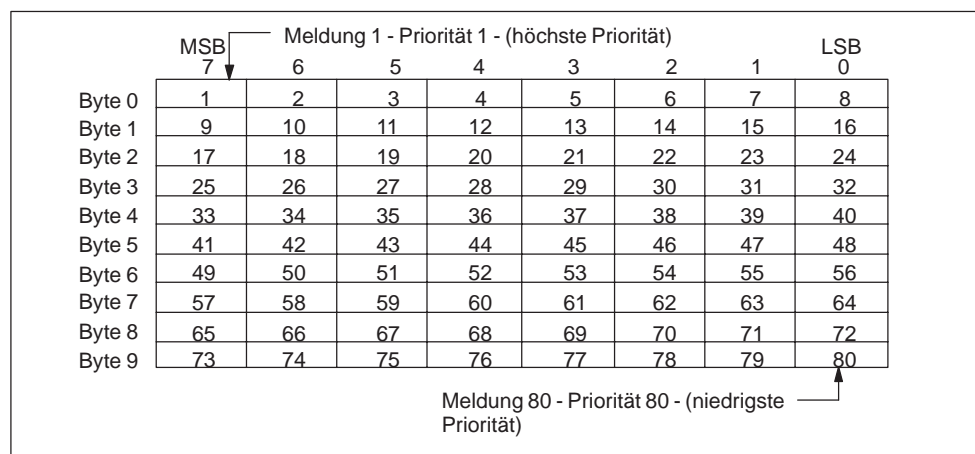 Meldung 1 - Priorität 1 - (höchste Priorität)
MSB LSB
7 6 5 4 3 2 1 0
Byte 0 1 2 3 4 5 6 7 8
Byte 1 9 10 11 12 13 14 15 16
Byte 2 17 18 19 20 21 22 23 24
Byte 3 25 26 27 28 29 30 31 32
Byte 4 33 34 35 36 37 38 39 40
Byte 5 41 42 43 44 45 46 47 48
Byte 6 49 50 51 52 53 54 55 56
Byte 7 57 58 59 60 61 62 63 64
Byte 8 65 66 67 68 69 70 71 72
Byte 9 73 74 75 76 77 78 79 80
Meldung 80 - Priorität 80 - (niedrigste
Priorität)